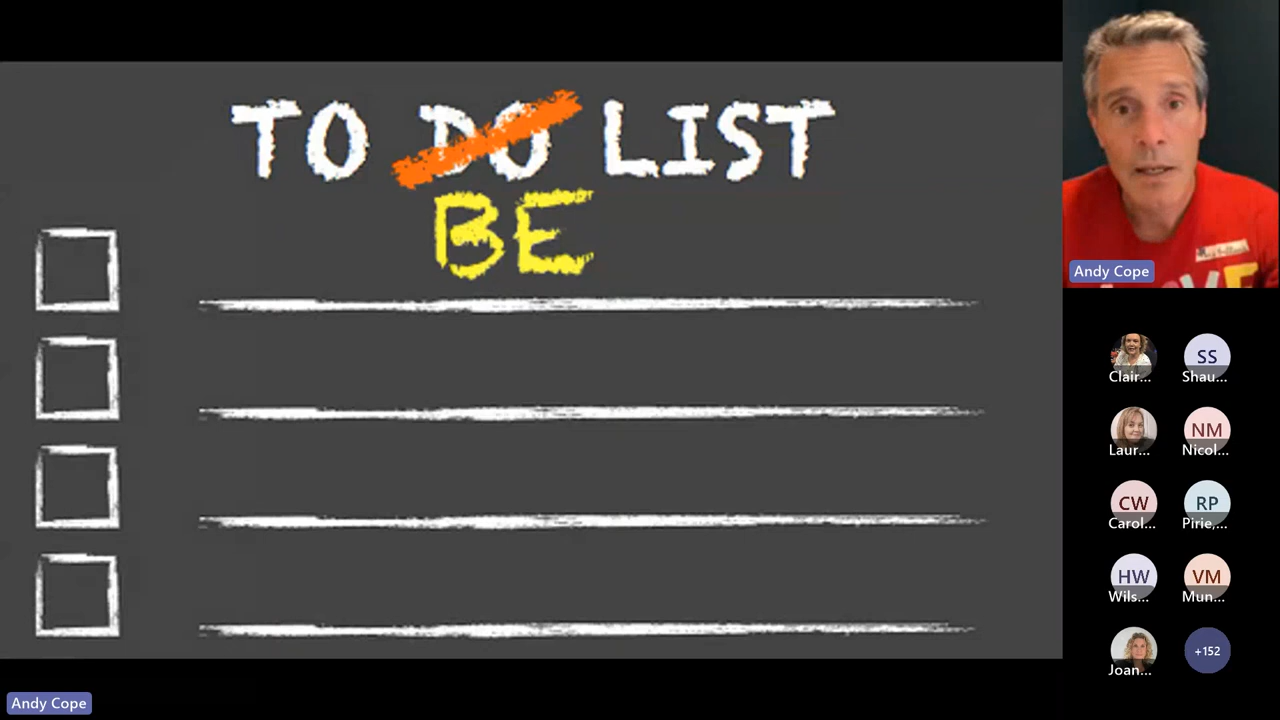 TO DO LIST
BE
Andy Cope
Clair...
SS
Shau...
Laur...
NM
Nicol...
CW
Carol...
RP
Pirie,...
HW
Wils...
VM
Mun...
Joan...
+152
Andy Cope